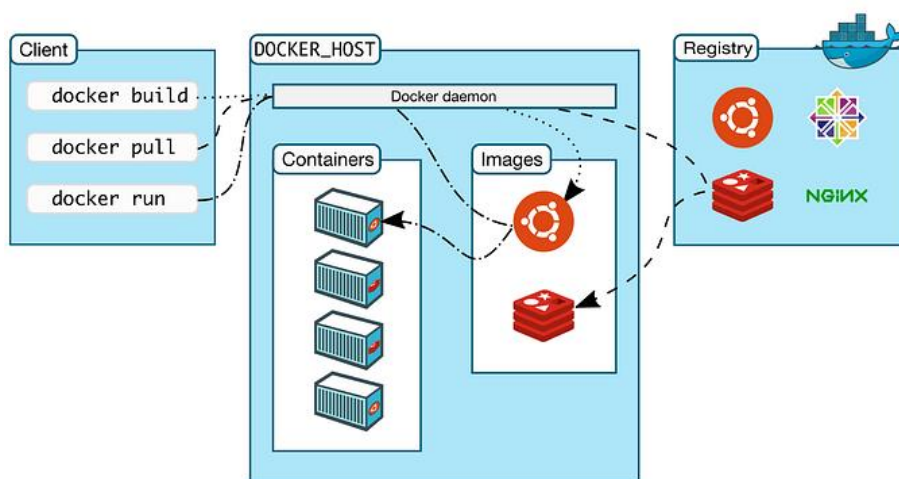 Client
docker build
docker pull
docker run
DOCKER_HOST
Docker daemon
Containers
Images
Registry
NGINX